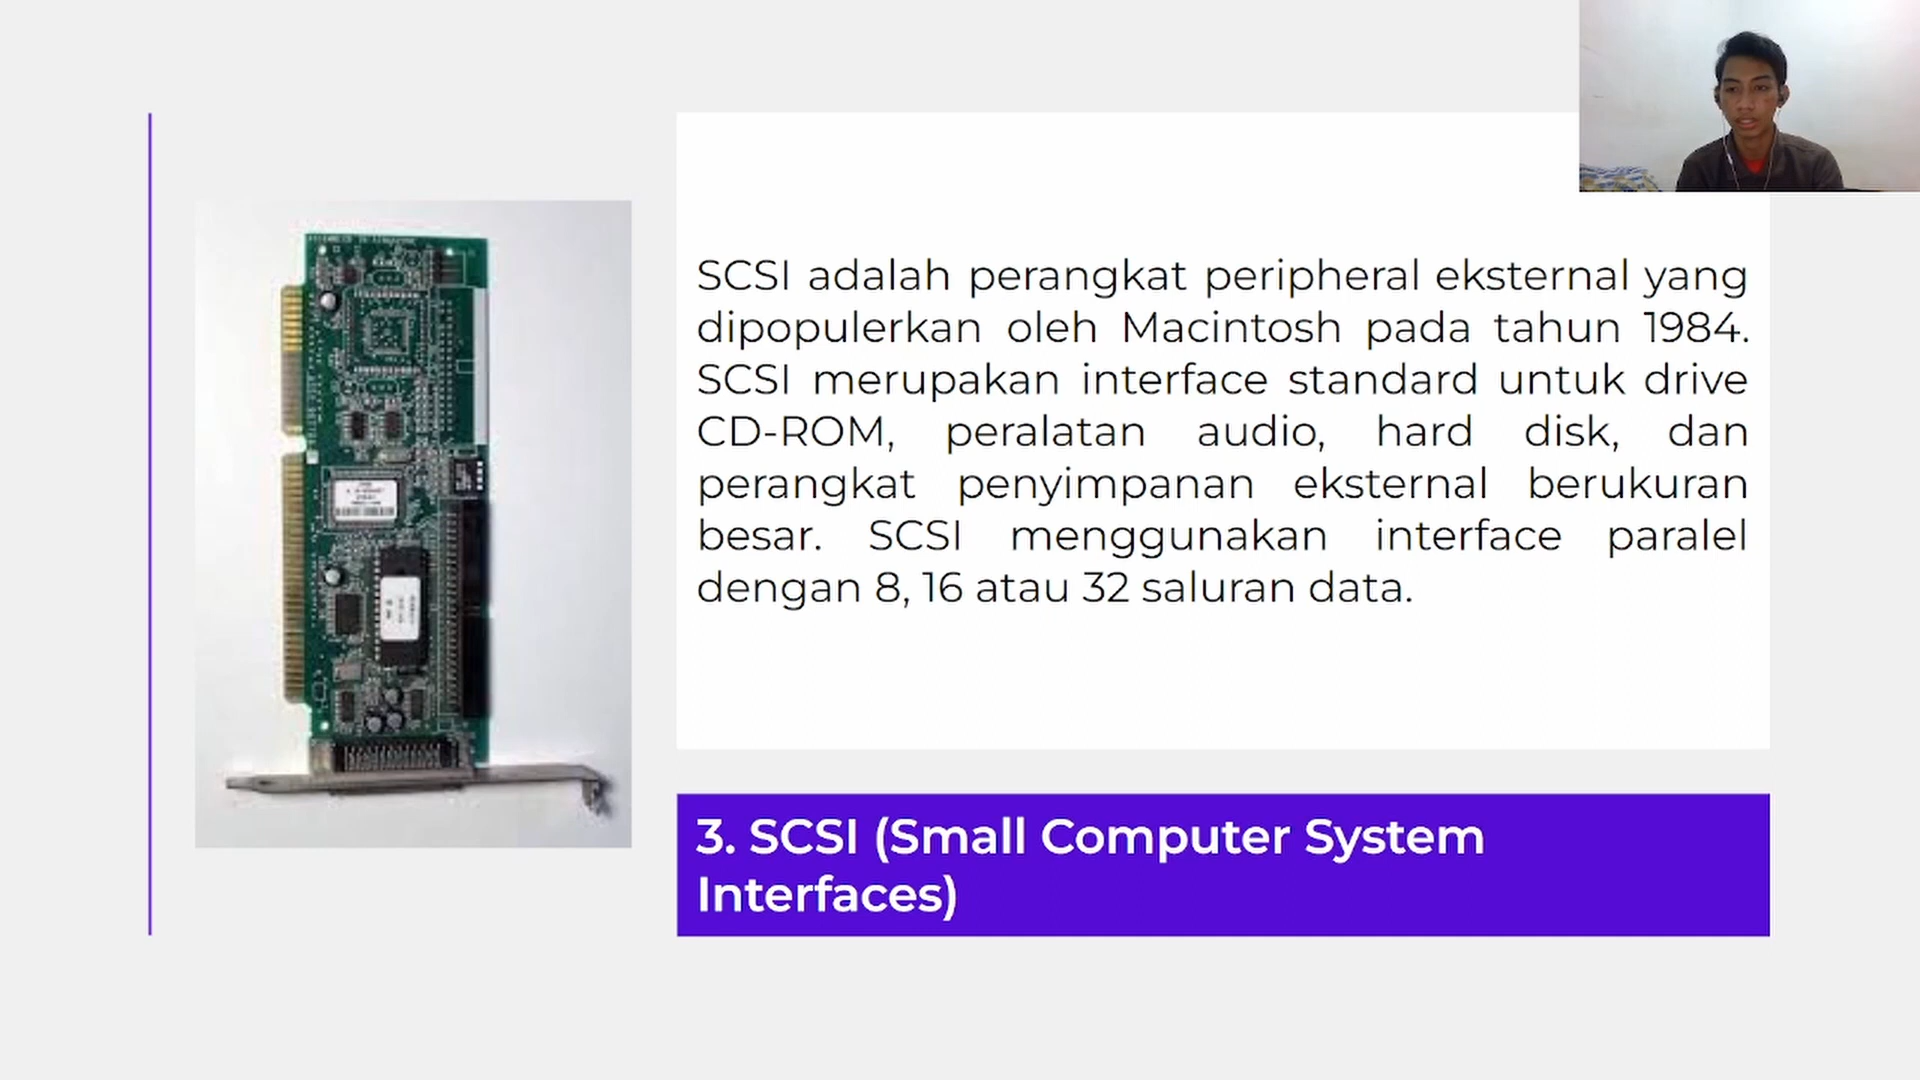 SCSI adalah perangkat peripheral eksternal yang
dipopulerkan oleh Macintosh pada tahun 1984.
SCSI merupakan interface standard untuk drive
CD-ROM, peralatan audio, hard disk, dan
perangkat penyimpanan eksternal berukuran
besar. SCSI menggunakan interface paralel
dengan 8, 16 atau 32 saluran data.
3. SCSI (Small Computer System
Interfaces)